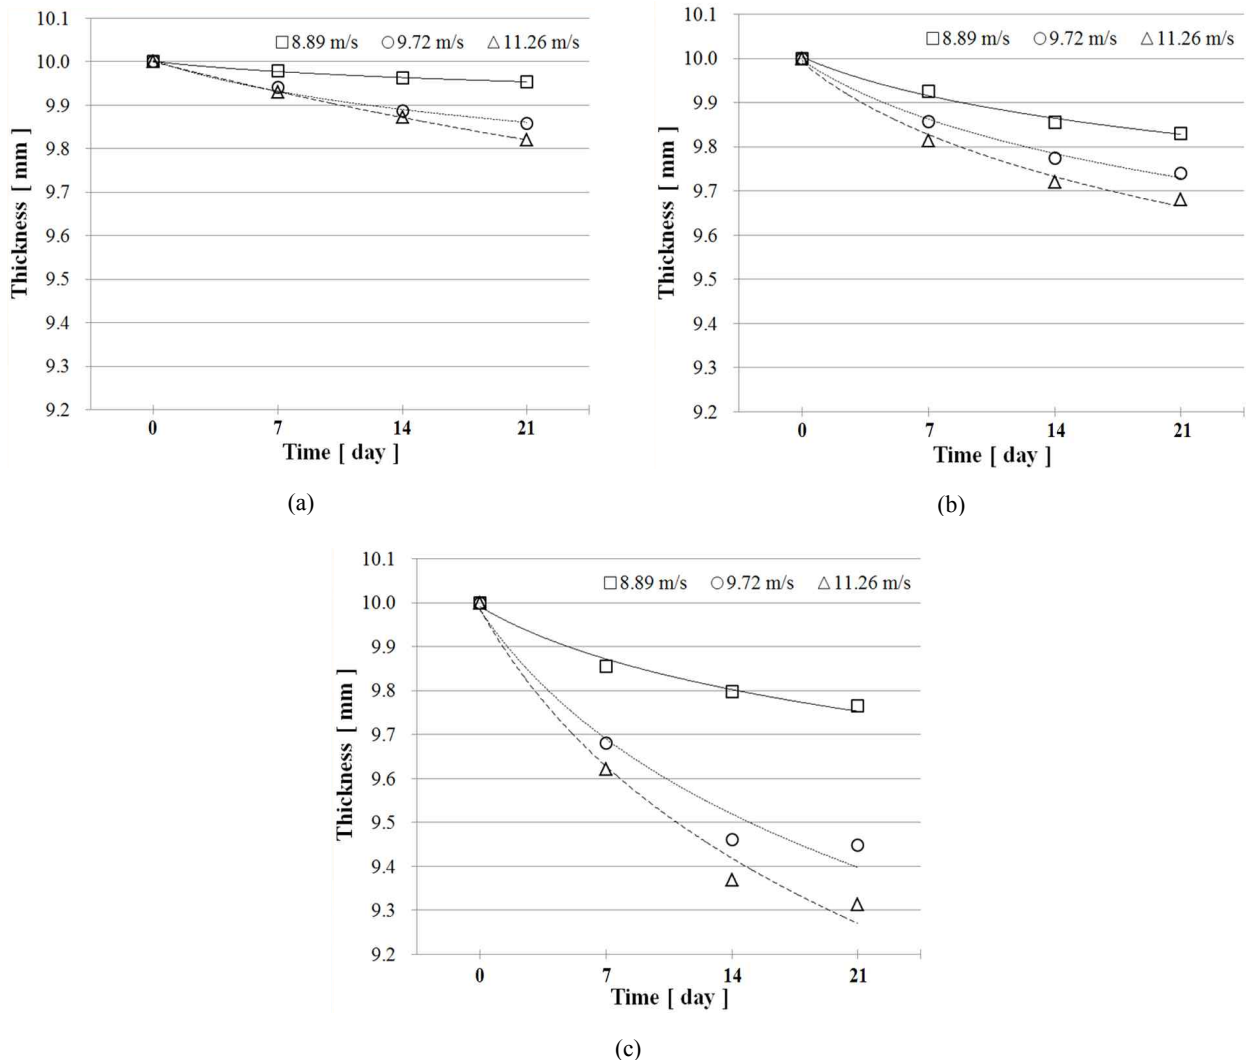 10.1
8.89 m/s 9.72 m/s 11.26 m/s
10.0
9.9
9.8
9.7
9.6
9.5
9.4
9.3
9.2
Thickness [ mm ]
0 7 14 21
Time [ day ]
(a)
10.1
8.89 m/s 9.72 m/s 11.26 m/s
10.0
9.9
9.8
9.7
9.6
9.5
9.4
9.3
9.2
Thickness [ mm ]
0 7 14 21
Time [ day ]
(b)
10.1
8.89 m/s 9.72 m/s 11.26 m/s
10.0
9.9
9.8
9.7
9.6
9.5
9.4
9.3
9.2
Thickness [ mm ]
0 7 14 21
Time [ day ]
(c)